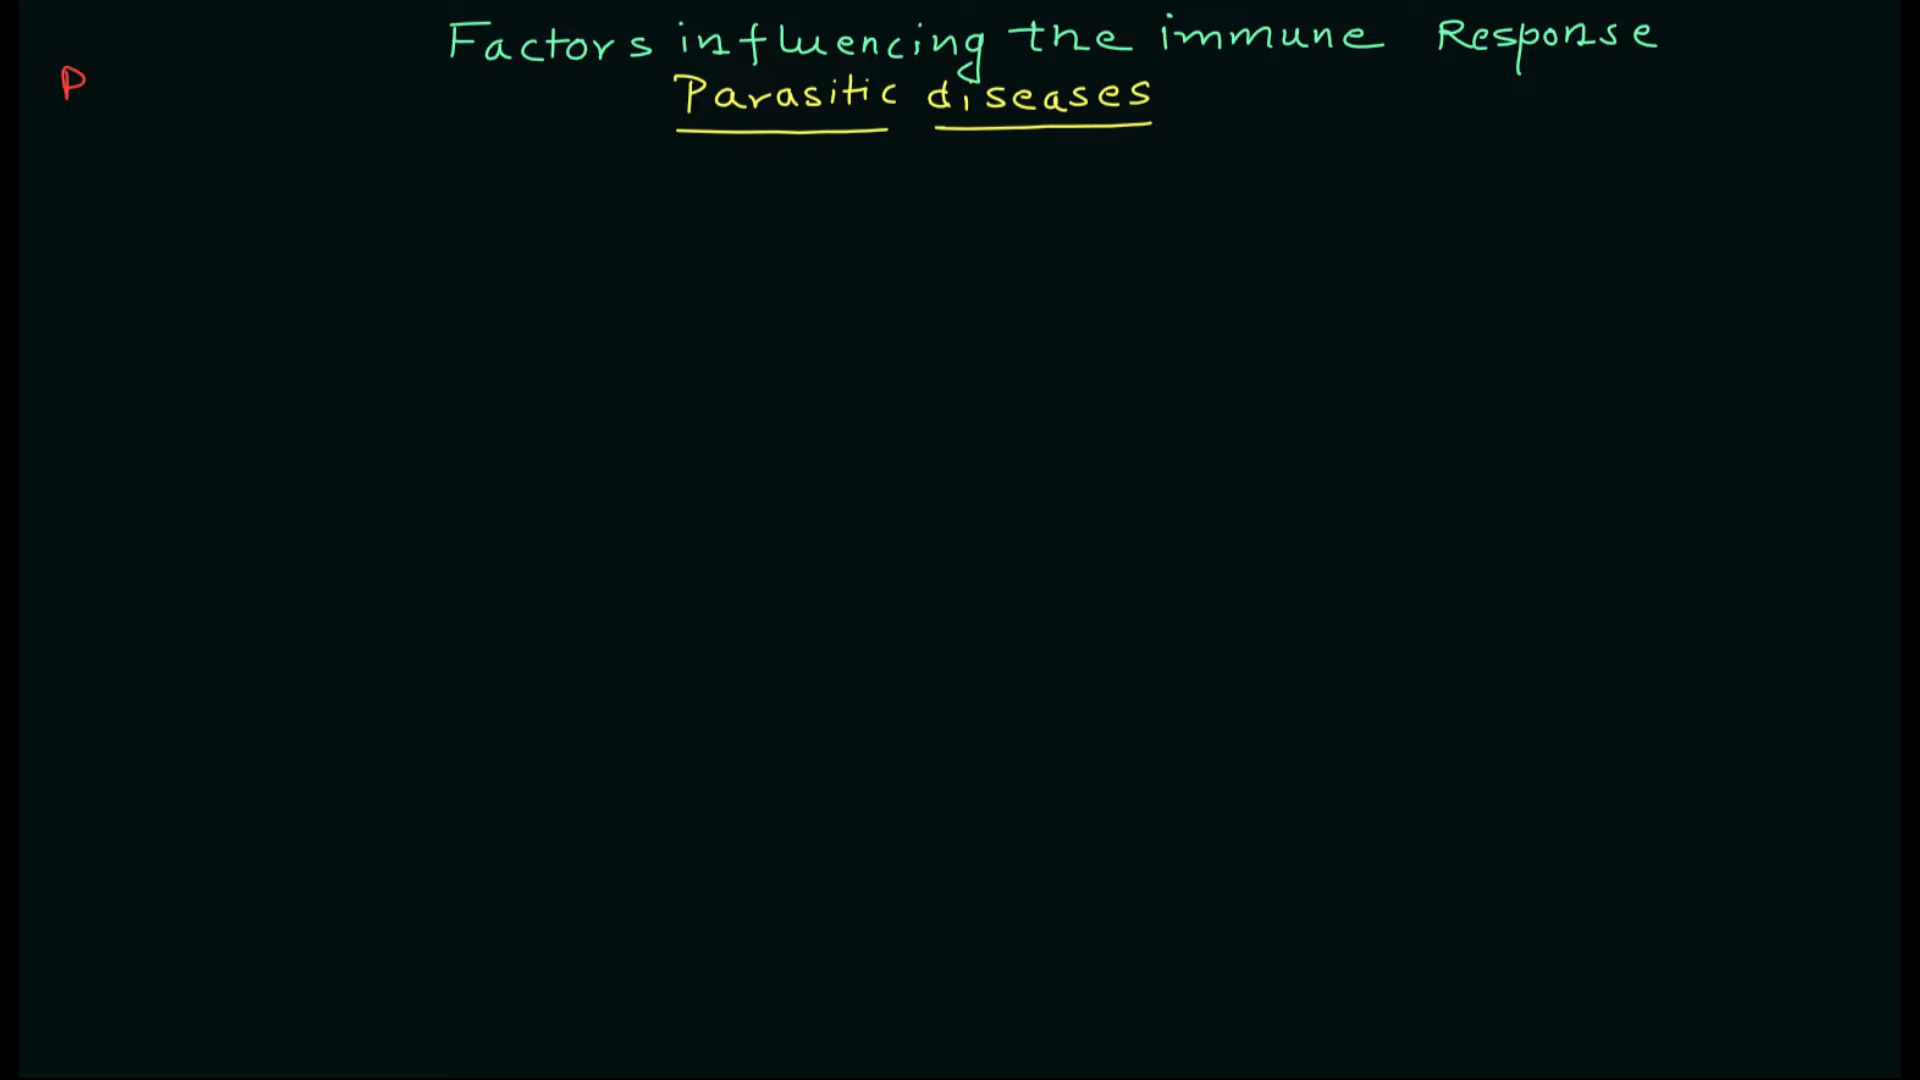 Factors influencing the immune Response
P
Parasitic diseases